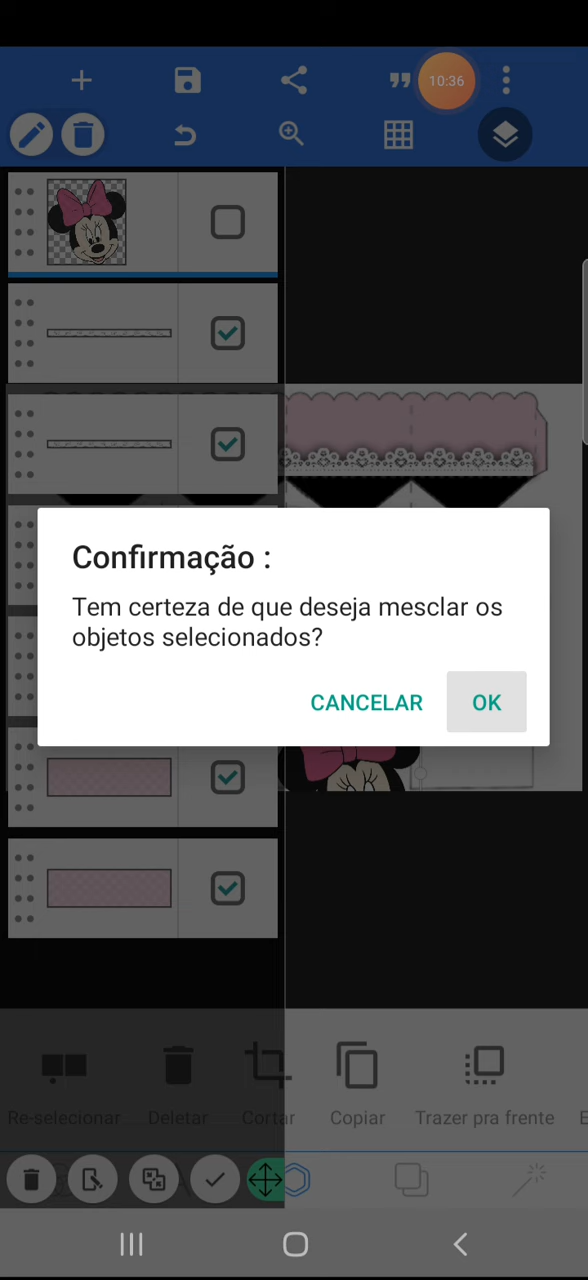 10:36
Confirmação :
Tem certeza de que deseja mesclar os
objetos selecionados?
CANCELAR OK
Re-selecionar Deletar Cortar Copiar Trazer pra frente E